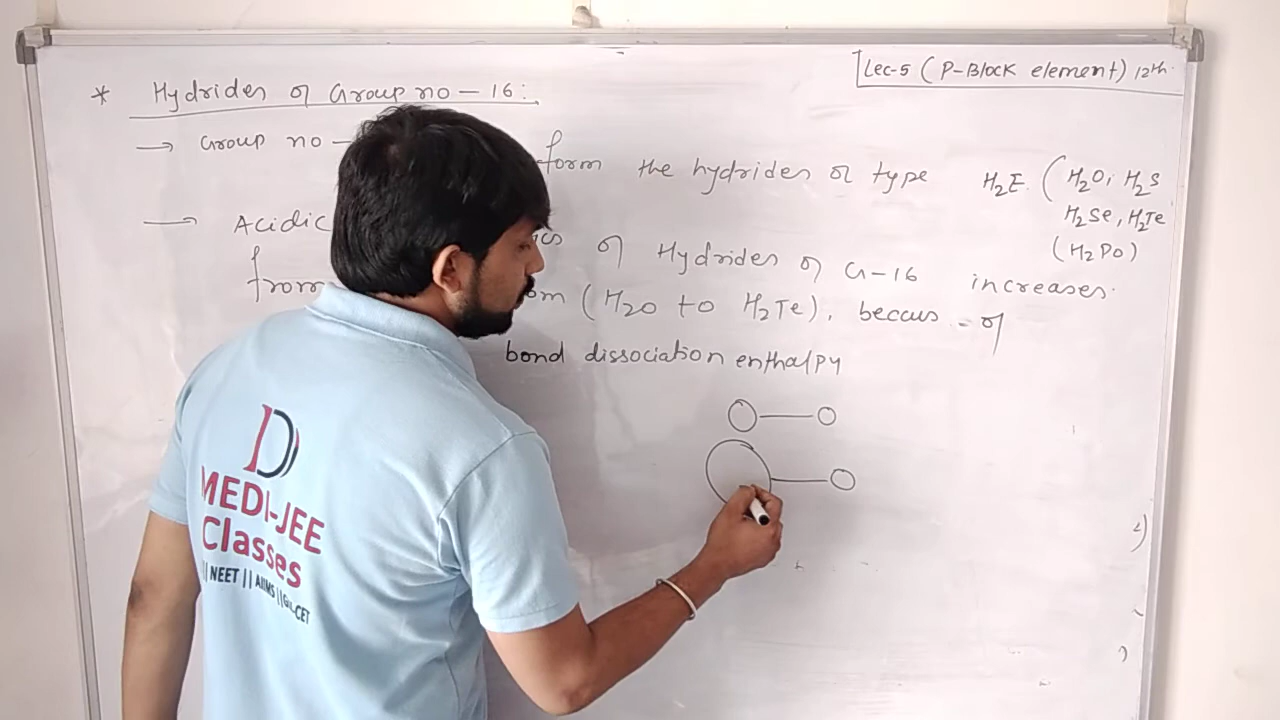 Lec-5 (P-Block element) 12th.
* Hydrides of Group no - 16:
→ Group no - form the hydrides of type H₂E. (H₂O, H₂S
H₂Se, H₂Te
(H₂Po)
→ Acidic of Hydrides of G-16 increases.
from (H₂O to H₂Te), becaus of
bond dissociation enthalpy
D
MEDI-JEE
Classes
|| NEET || AIIMS || GUJ-CET